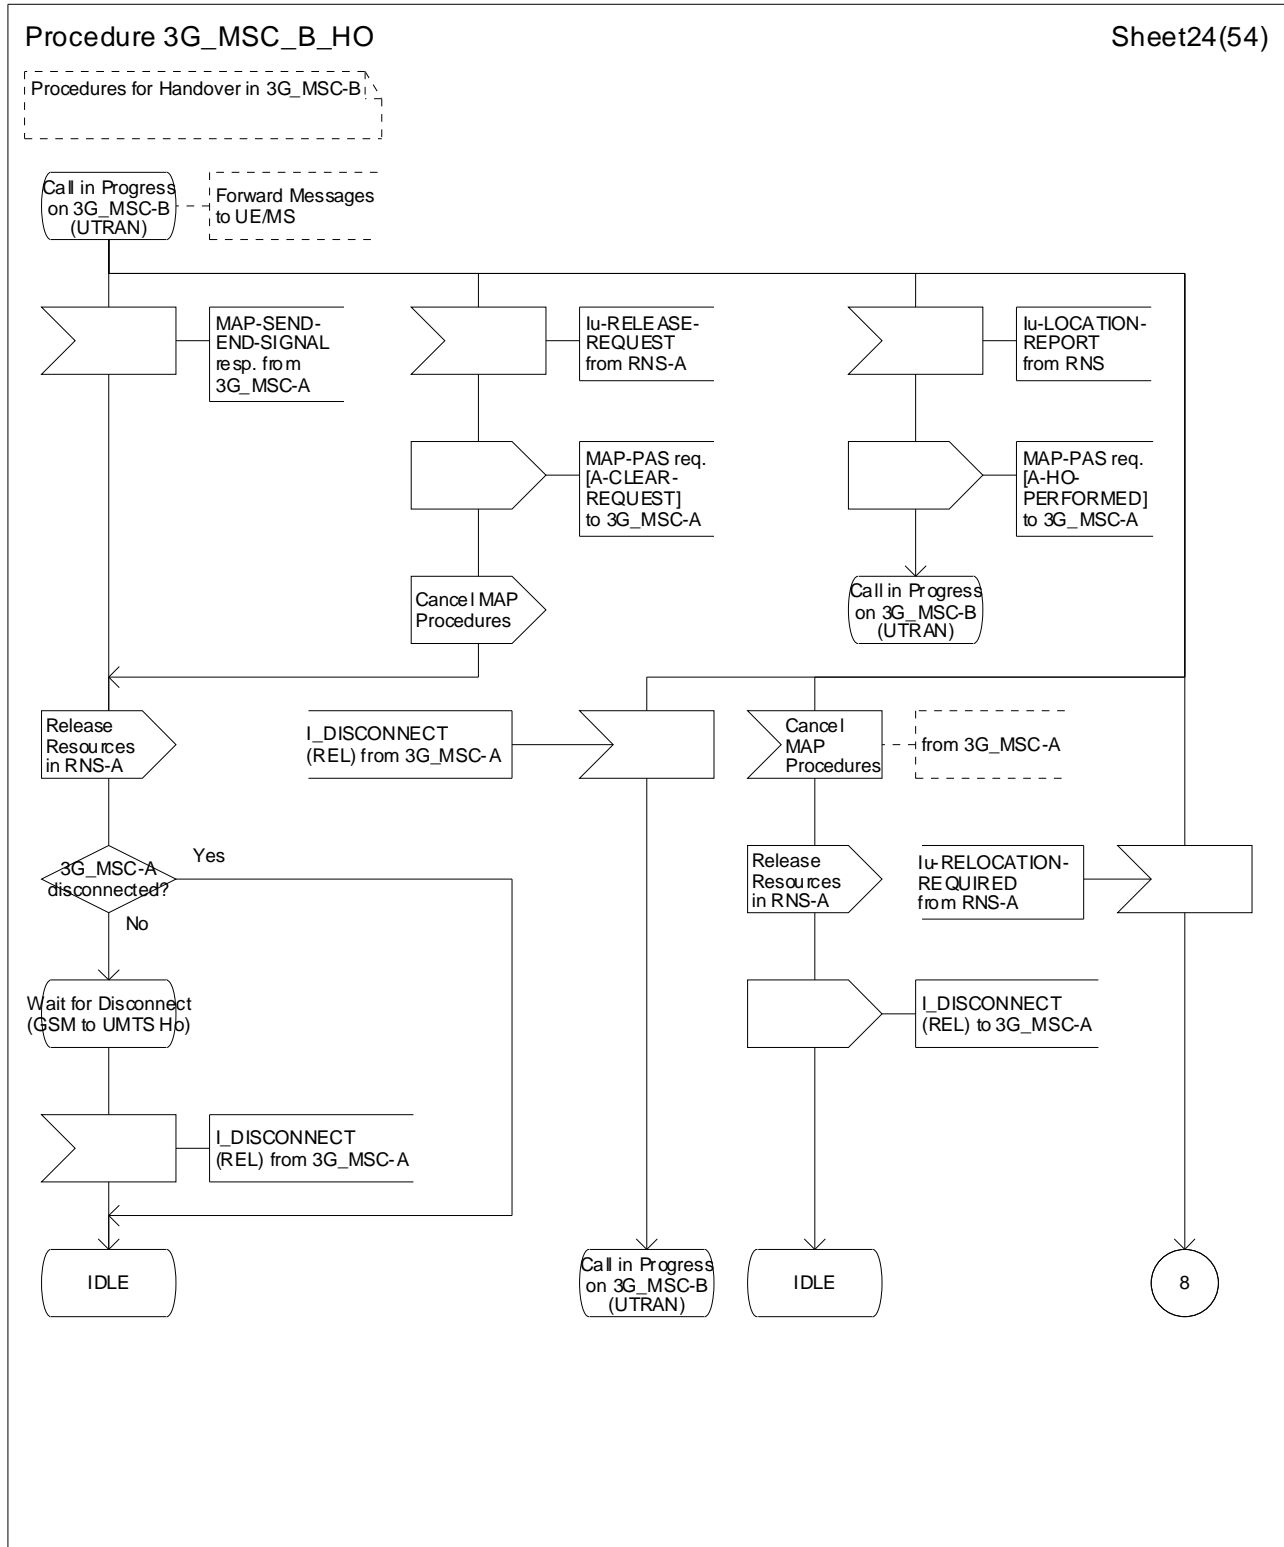 Procedure 3G_MSC_B_HO
Sheet24(54)
Procedures for Handover in 3G_MSC-B
Call in Progress
on 3G_MSC-B
(UTRAN)
Forward Messages
to UE/MS
MAP-SEND-
END-SIGNAL
resp. from
3G_MSC-A
Iu-RELEASE-
REQUEST
from RNS-A
Iu-LOCATION-
REPORT
from RNS
MAP-PAS req.
[A-CLEAR-
REQUEST]
to 3G_MSC-A
MAP-PAS req.
[A-HO-
PERFORMED]
to 3G_MSC-A
Cancel MAP
Procedures
Call in Progress
on 3G_MSC-B
(UTRAN)
Release
Resources
in RNS-A
I_DISCONNECT
(REL) from 3G_MSC-A
Cancel
MAP
Procedures
from 3G_MSC-A
3G_MSC-A
disconnected?
Yes
No
Release
Resources
in RNS-A
Iu-RELOCATION-
REQUIRED
from RNS-A
Wait for Disconnect
(GSM to UMTS Ho)
I_DISCONNECT
(REL) to 3G_MSC-A
I_DISCONNECT
(REL) from 3G_MSC-A
IDLE
Call in Progress
on 3G_MSC-B
(UTRAN)
IDLE
8